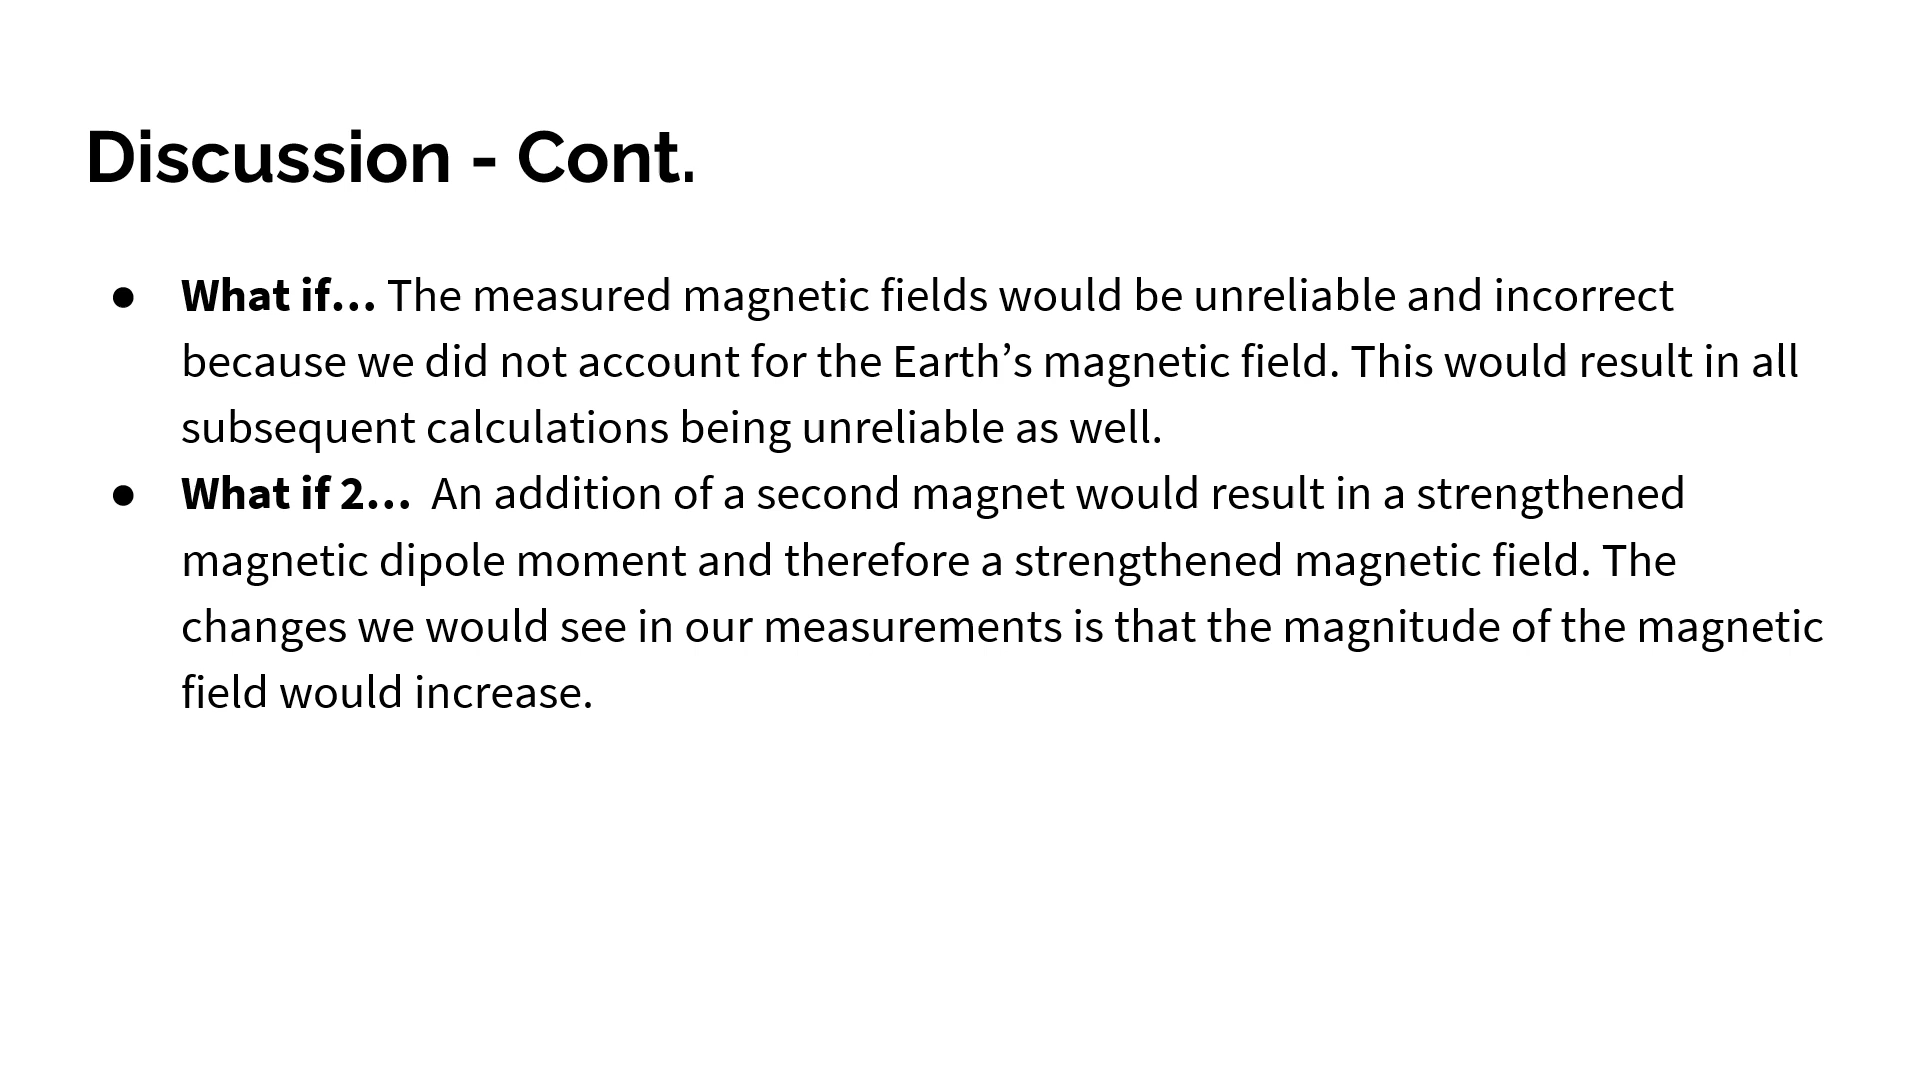 Discussion - Cont.
● What if… The measured magnetic fields would be unreliable and incorrect
because we did not account for the Earth’s magnetic field. This would result in all
subsequent calculations being unreliable as well.
● What if 2…  An addition of a second magnet would result in a strengthened
magnetic dipole moment and therefore a strengthened magnetic field. The
changes we would see in our measurements is that the magnitude of the magnetic
field would increase.